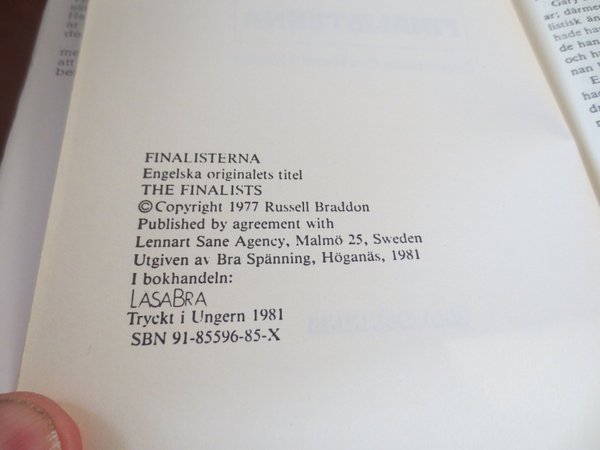 FINALISTERNA
Engelska originalets titel
THE FINALISTS
© Copyright 1977 Russell Braddon
Published by agreement with
Lennart Sane Agency, Malmö 25, Sweden
Utgiven av Bra Spänning, Höganäs, 1981
I bokhandeln:
LÄSABRA
Tryckt i Ungern 1981
SBN 91-85596-85-X